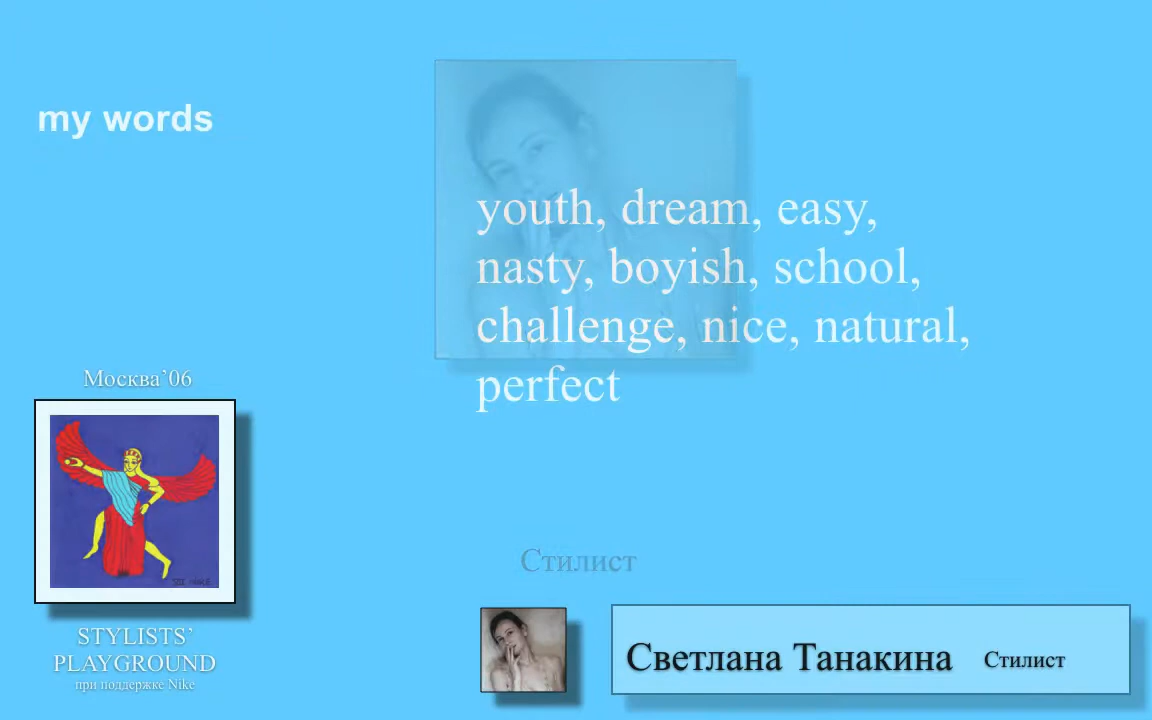 my words
youth, dream, easy,
nasty, boyish, school,
challenge, nice, natural,
perfect
Москва’06
STYLISTS’
PLAYGROUND
при поддержке Nike
Стилист
Светлана Танакина Стилист